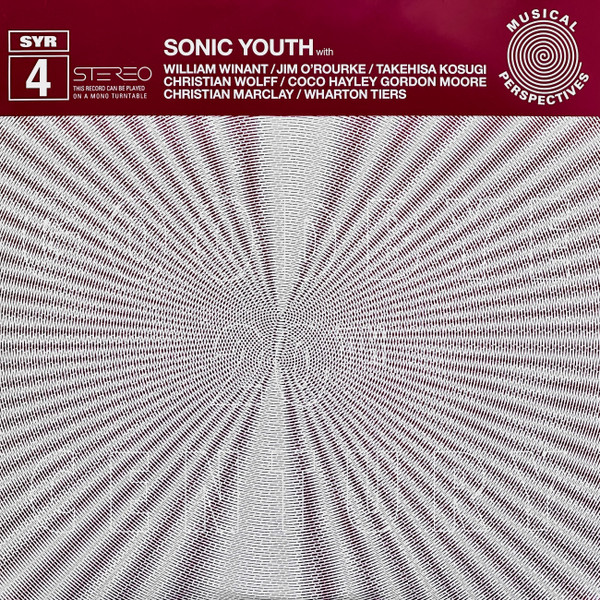 SYR
4
STEREO
THIS RECORD CAN BE PLAYED
ON A MONO TURNTABLE
SONIC YOUTH with
WILLIAM WINANT / JIM O'ROURKE / TAKEHISA KOSUGI
CHRISTIAN WOLFF / COCO HAYLEY GORDON MOORE
CHRISTIAN MARCLAY / WHARTON TIERS
MUSICAL
PERSPECTIVES